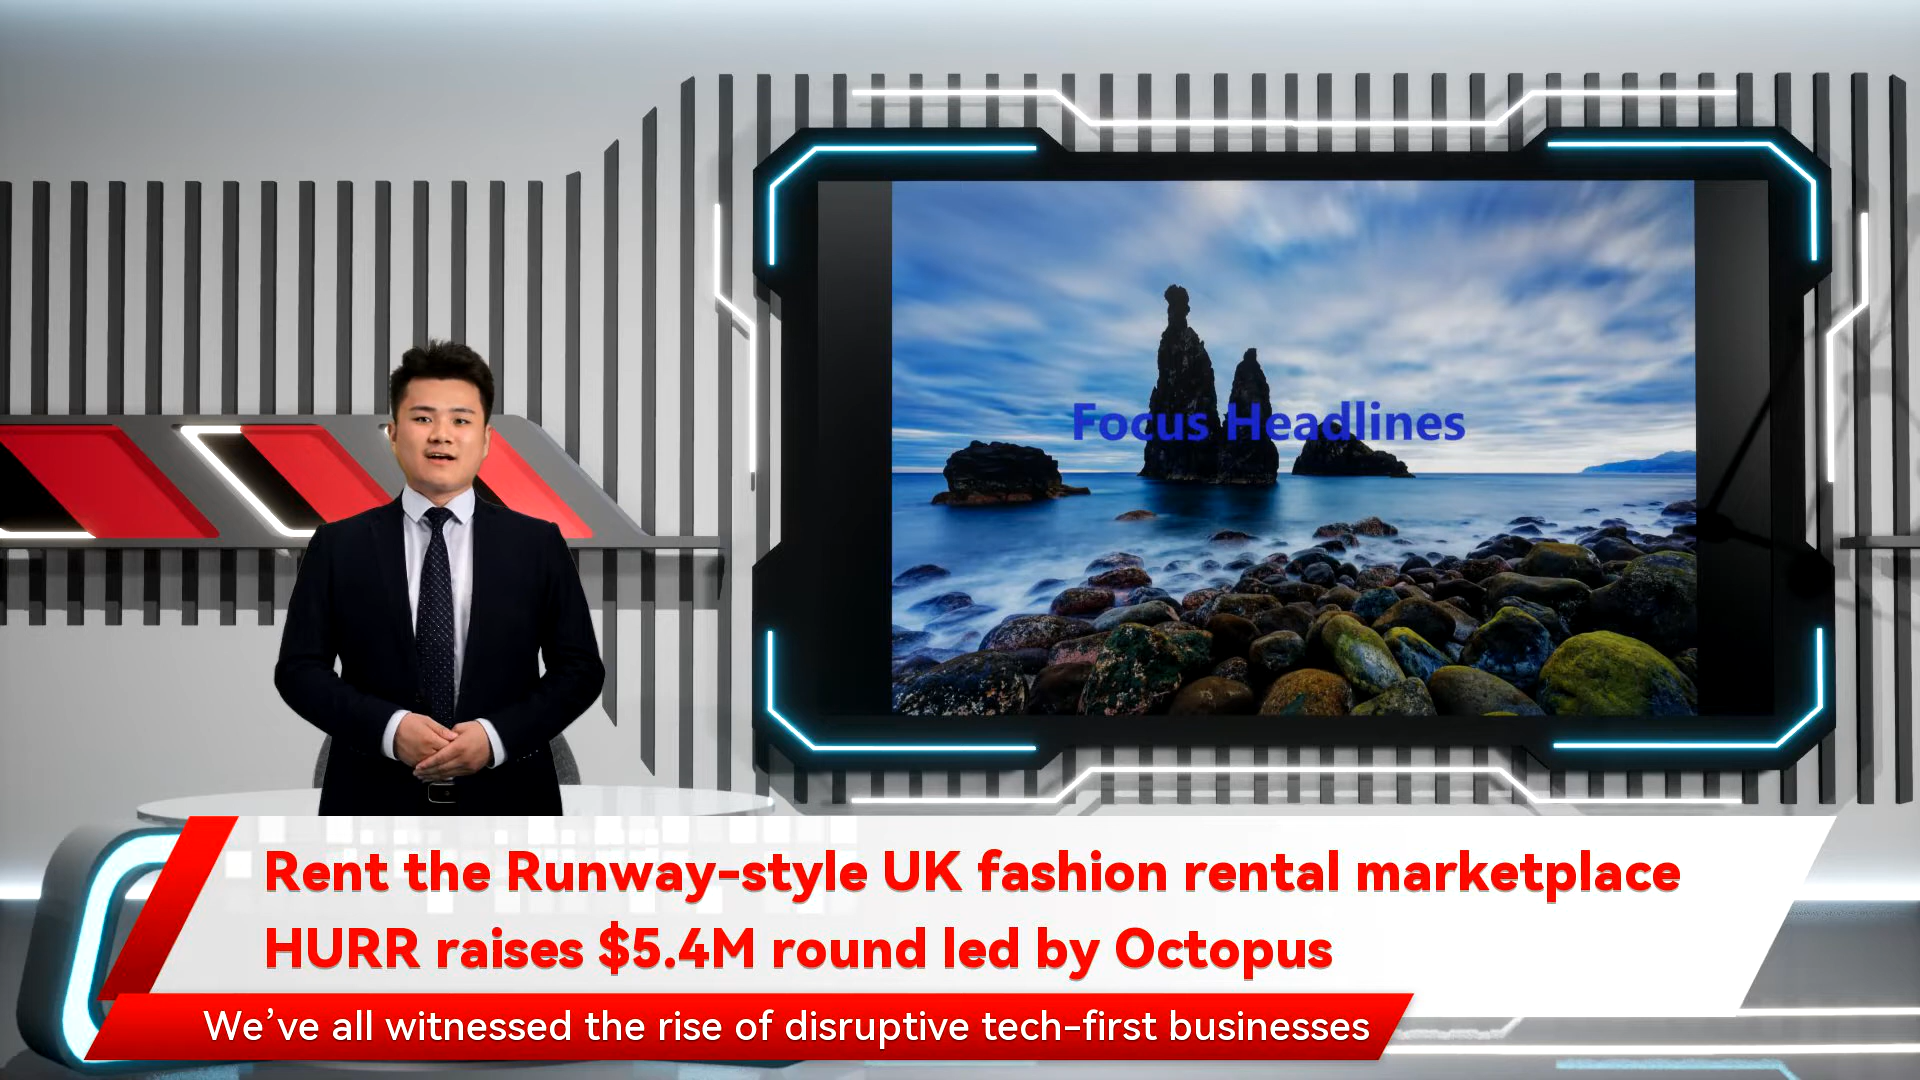 Focus Headlines
Rent the Runway-style UK fashion rental marketplace
HURR raises $5.4M round led by Octopus
We’ve all witnessed the rise of disruptive tech-first businesses